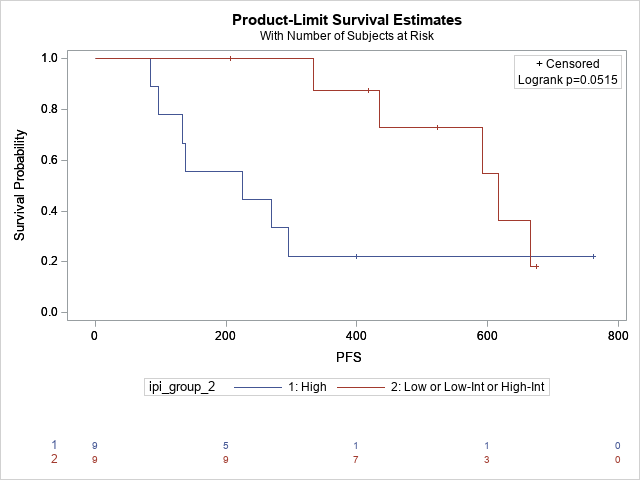 Product-Limit Survival Estimates
With Number of Subjects at Risk
+ Censored
Logrank p=0.0515
1.0
0.8
0.6
0.4
0.2
0.0
Survival Probability
0 200 400 600 800
PFS
ipi_group_2 1: High 2: Low or Low-Int or High-Int
1 9 5 1 1 0
2 9 9 7 3 0